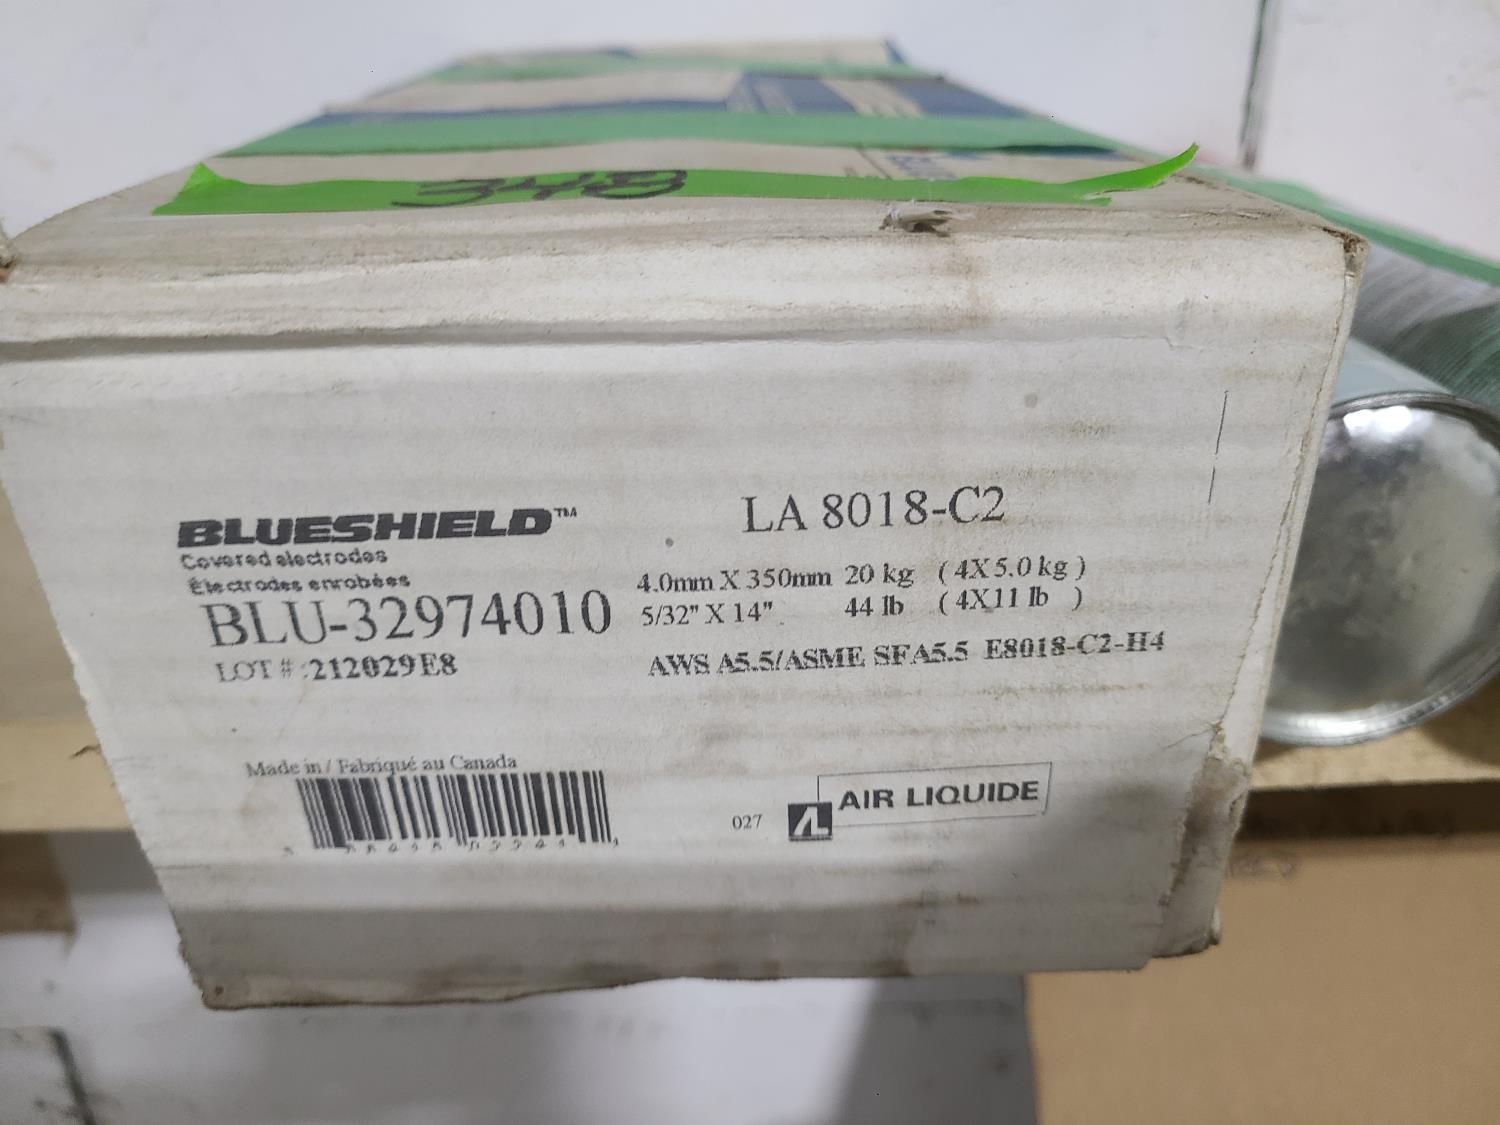 BLUESHIELD™
Covered electrodes
Électrodes enrobées
BLU-32974010
LOT # :212029E8
LA 8018-C2
4.0mm X 350mm 20 kg ( 4X5.0 kg )
5/32" X 14" 44 lb ( 4X11 lb )
AWS A5.5/ASME SFA5.5 E8018-C2-H4
Made in / Fabriqué au Canada
027
AIR LIQUIDE